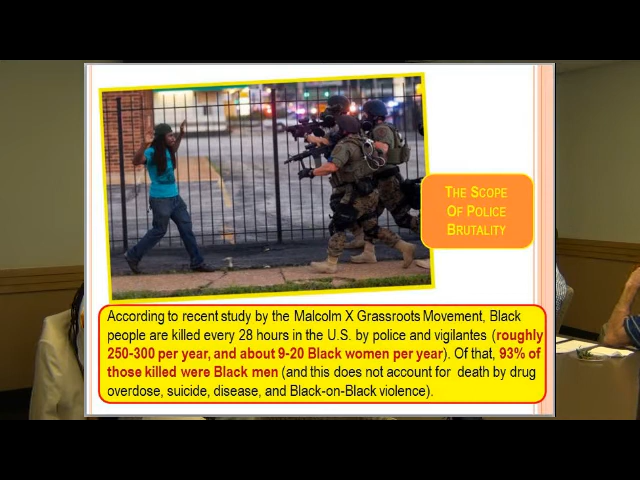 THE SCOPE
OF POLICE
BRUTALITY
According to recent study by the Malcolm X Grassroots Movement, Black
people are killed every 28 hours in the U.S. by police and vigilantes (roughly
250-300 per year, and about 9-20 Black women per year). Of that, 93% of
those killed were Black men (and this does not account for death by drug
overdose, suicide, disease, and Black-on-Black violence).